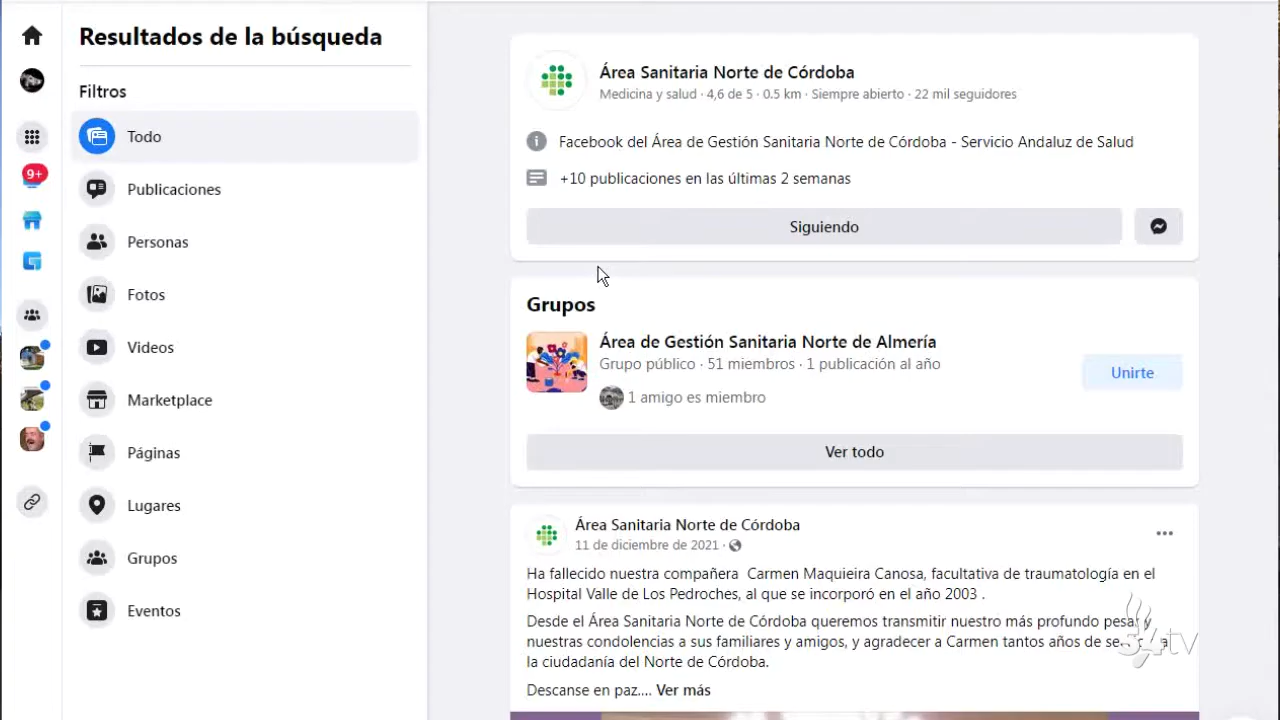 Resultados de la búsqueda
Filtros
Todo
Publicaciones
Personas
Fotos
Videos
Marketplace
Páginas
Lugares
Grupos
Eventos
9+
Área Sanitaria Norte de Córdoba
Medicina y salud · 4,6 de 5 · 0.5 km · Siempre abierto · 22 mil seguidores
Facebook del Área de Gestión Sanitaria Norte de Córdoba - Servicio Andaluz de Salud
+10 publicaciones en las últimas 2 semanas
Siguiendo
Grupos
Área de Gestión Sanitaria Norte de Almería
Grupo público · 51 miembros · 1 publicación al año
1 amigo es miembro
Unirte
Ver todo
Área Sanitaria Norte de Córdoba
11 de diciembre de 2021 ·
Ha fallecido nuestra compañera Carmen Maquieira Canosa, facultativa de traumatología en el
Hospital Valle de Los Pedroches, al que se incorporó en el año 2003 .
Desde el Área Sanitaria Norte de Córdoba queremos transmitir nuestro más profundo pesar y
nuestras condolencias a sus familiares y amigos, y agradecer a Carmen tantos años de a
la ciudadanía del Norte de Córdoba.
Descanse en paz.... Ver más
54tv